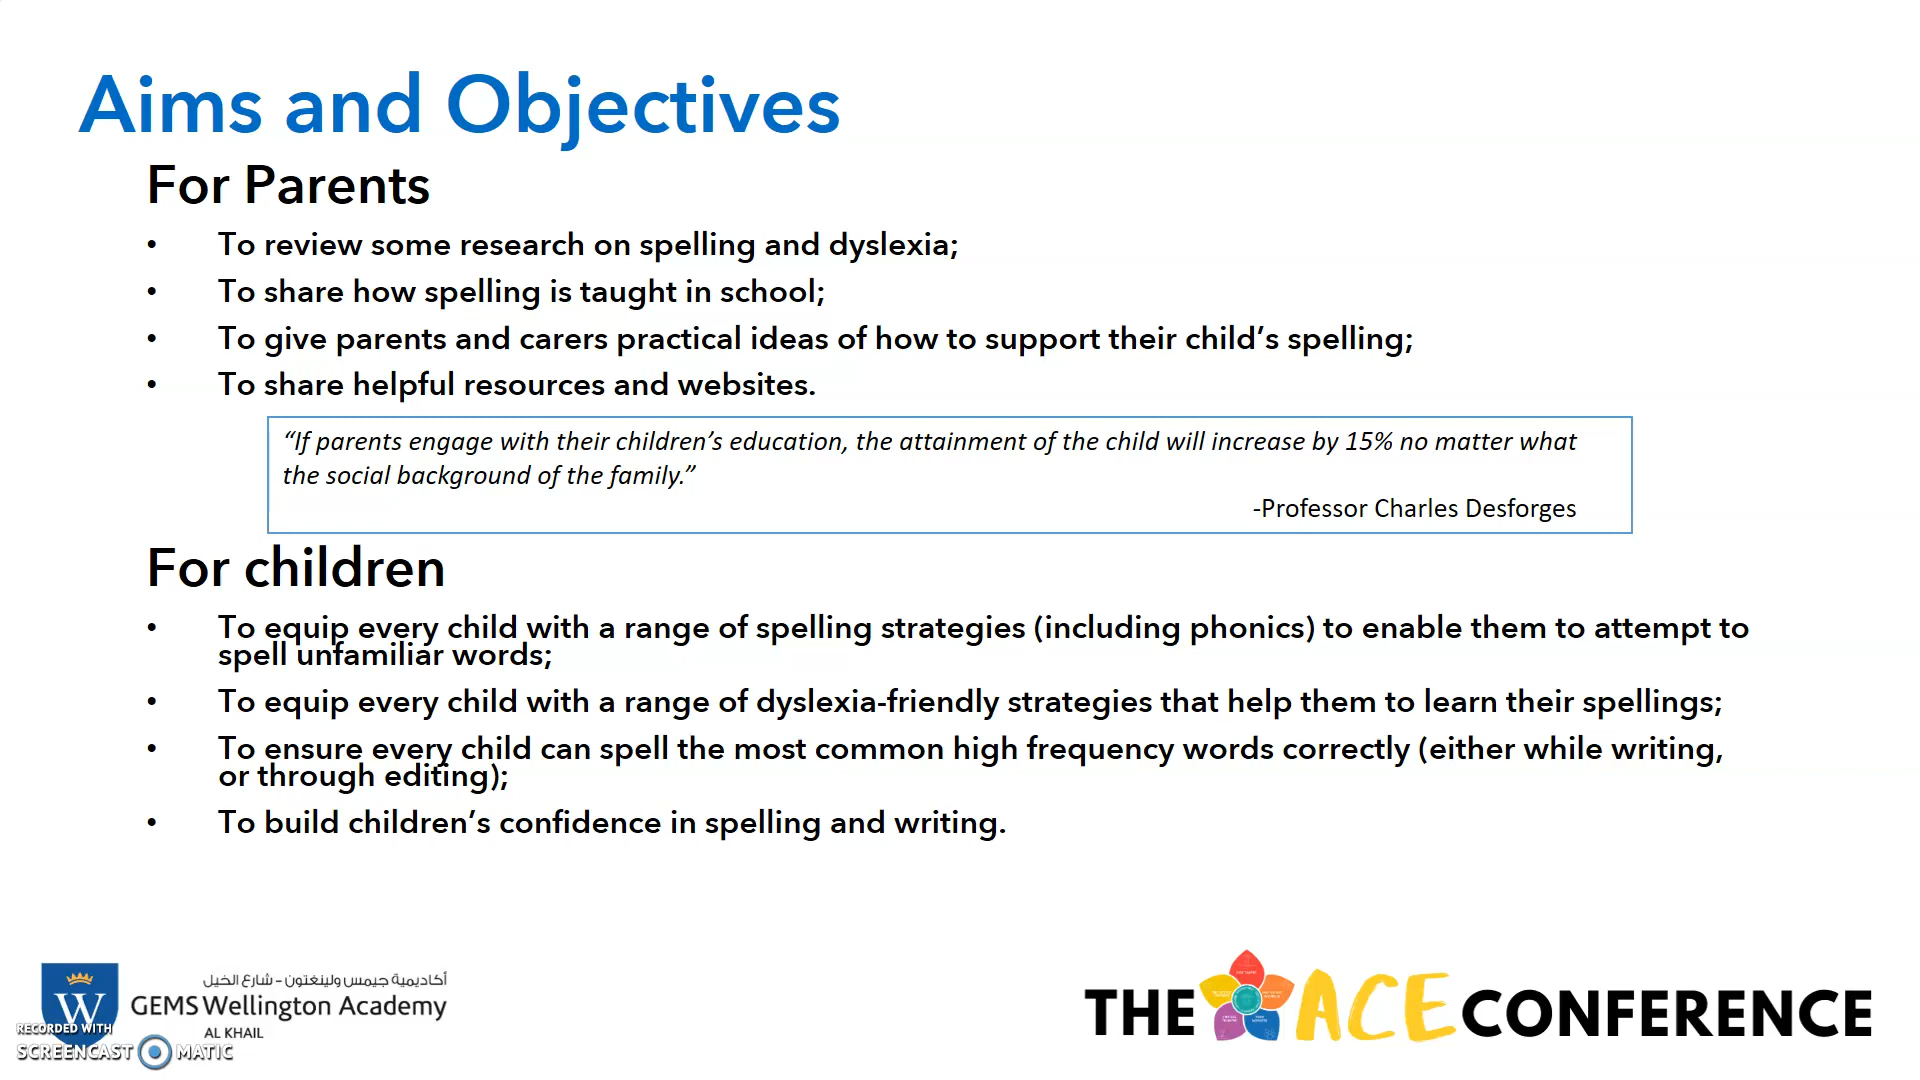 Aims and Objectives
For Parents
• To review some research on spelling and dyslexia;
• To share how spelling is taught in school;
• To give parents and carers practical ideas of how to support their child’s spelling;
• To share helpful resources and websites.
“If parents engage with their children’s education, the attainment of the child will increase by 15% no matter what
the social background of the family.”
-Professor Charles Desforges
For children
• To equip every child with a range of spelling strategies (including phonics) to enable them to attempt to
spell unfamiliar words;
• To equip every child with a range of dyslexia-friendly strategies that help them to learn their spellings;
• To ensure every child can spell the most common high frequency words correctly (either while writing,
or through editing);
• To build children’s confidence in spelling and writing.
W
أكاديمية جيمس ولينغتون - شارع الخيل
GEMS Wellington Academy
AL KHAIL
RECORDED WITH
SCREENCAST MATIC
THE ACE CONFERENCE